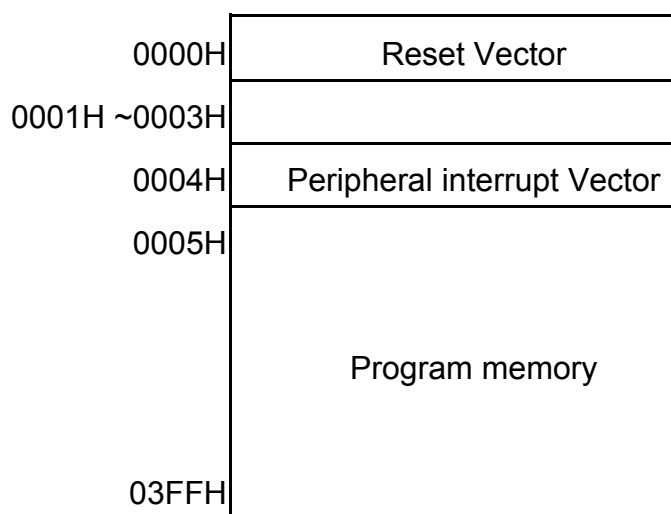 0000H Reset Vector
0001H ~0003H
0004H Peripheral interrupt Vector
0005H
Program memory
03FFH